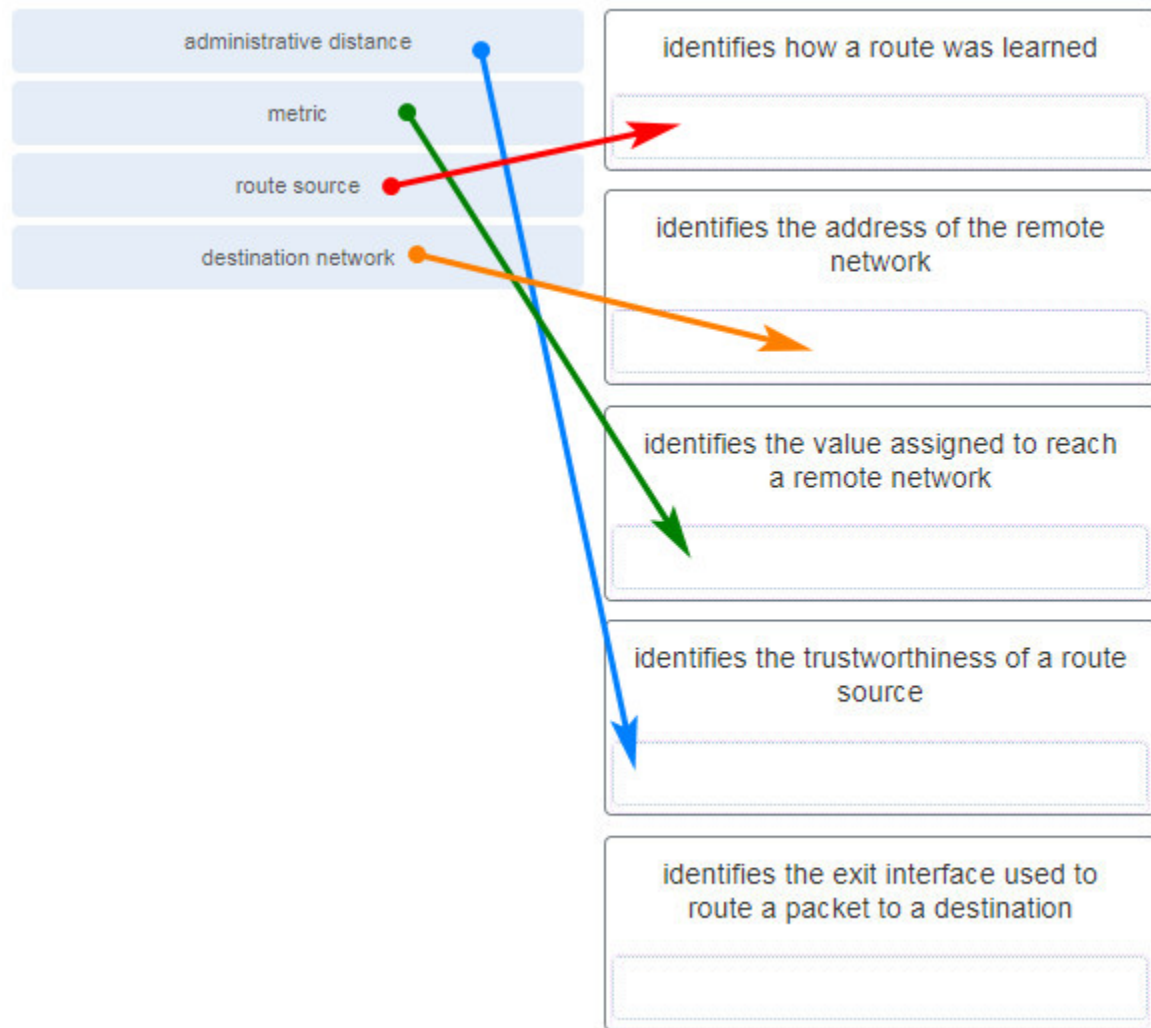 administrative distance
metric
route source
destination network
identifies how a route was learned
identifies the address of the remote
network
identifies the value assigned to reach
a remote network
identifies the trustworthiness of a route
source
identifies the exit interface used to
route a packet to a destination